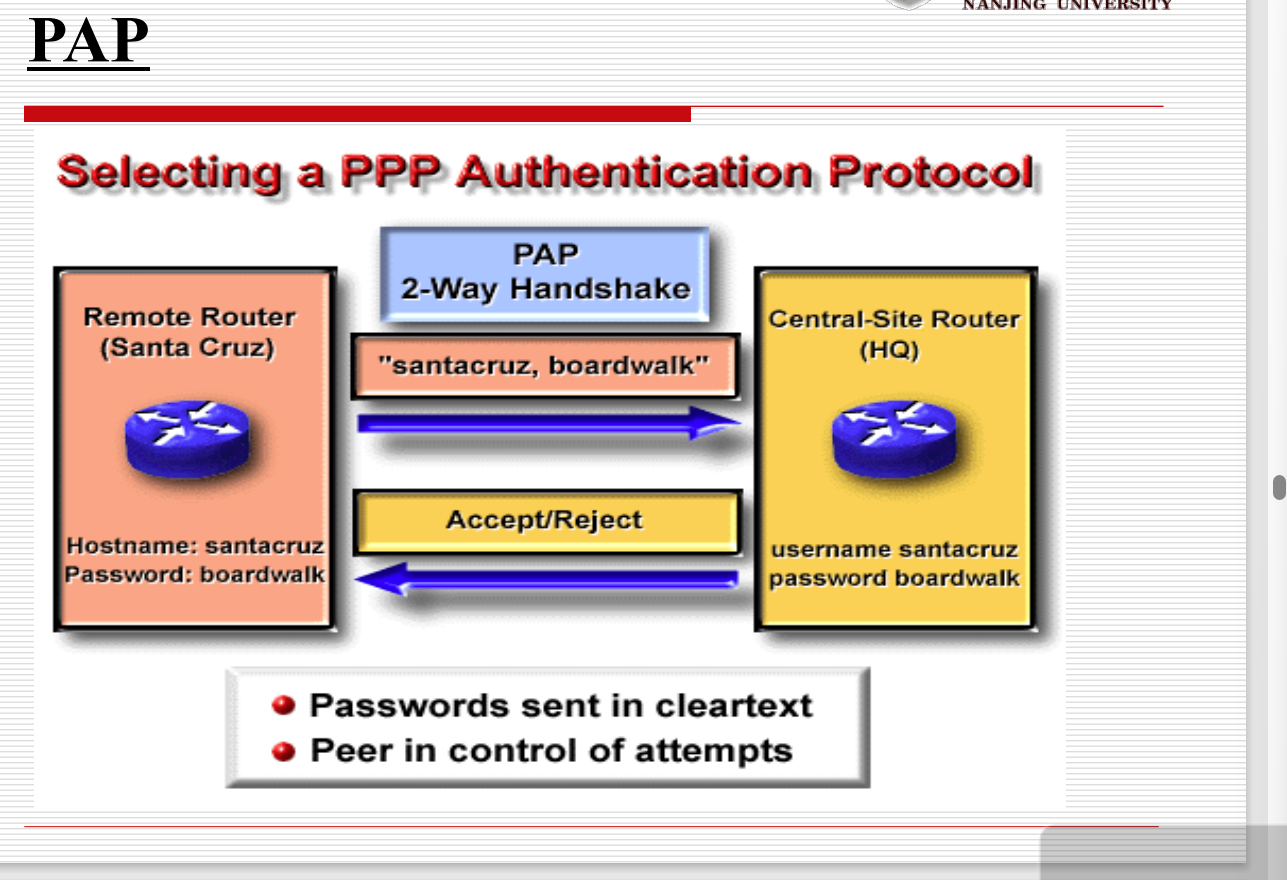 NANJING UNIVERSITY
PAP
Selecting a PPP Authentication Protocol
PAP
2-Way Handshake
Remote Router
(Santa Cruz)
"santacruz, boardwalk"
Central-Site Router
(HQ)
Accept/Reject
Hostname: santacruz
Password: boardwalk
username santacruz
password boardwalk
Passwords sent in cleartext
Peer in control of attempts